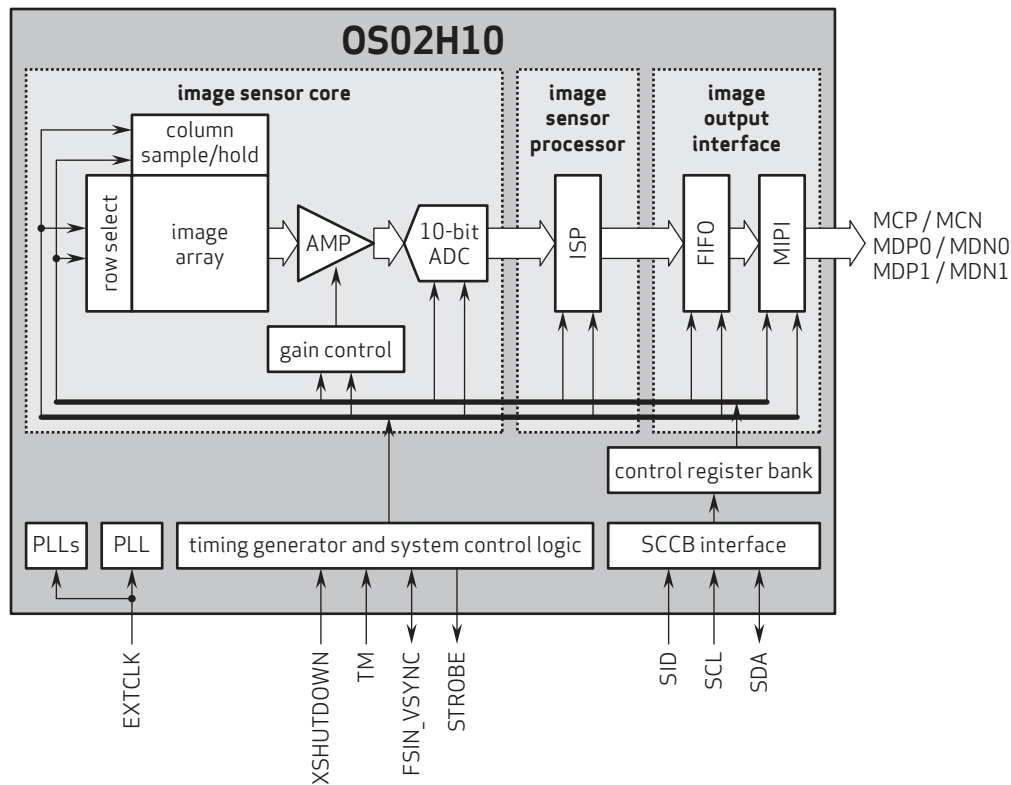 OS02H10
image sensor core
image
sensor
processor
image
output
interface
column
sample/hold
row select
image
array
AMP
10-bit
ADC
ISP
FIFO
MIPI
MCP / MCN
MDP0 / MDN0
MDP1 / MDN1
gain control
control register bank
PLLs
PLL
timing generator and system control logic
SCCB interface
EXTCLK
XSHUTDOWN
TM
FSIN_VSYNC
STROBE
SID
SCL
SDA